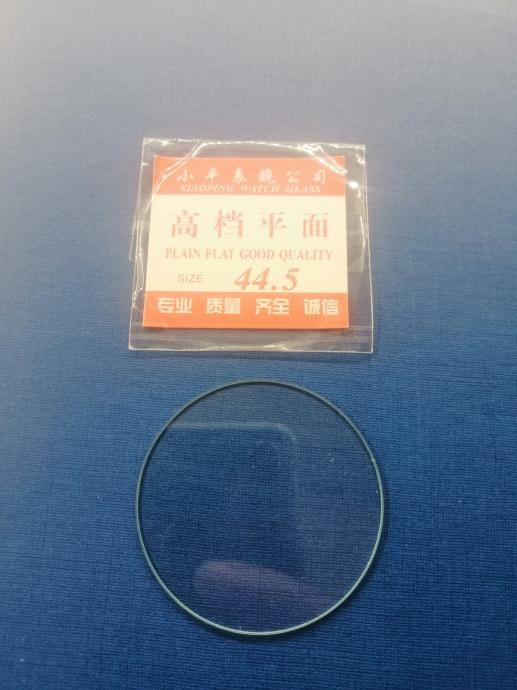 小平表镜公司
XIAOPING WATCH GLASS
高档平面
PLAIN FLAT GOOD QUALITY
SIZE 44.5
专业 质量 齐全 诚信